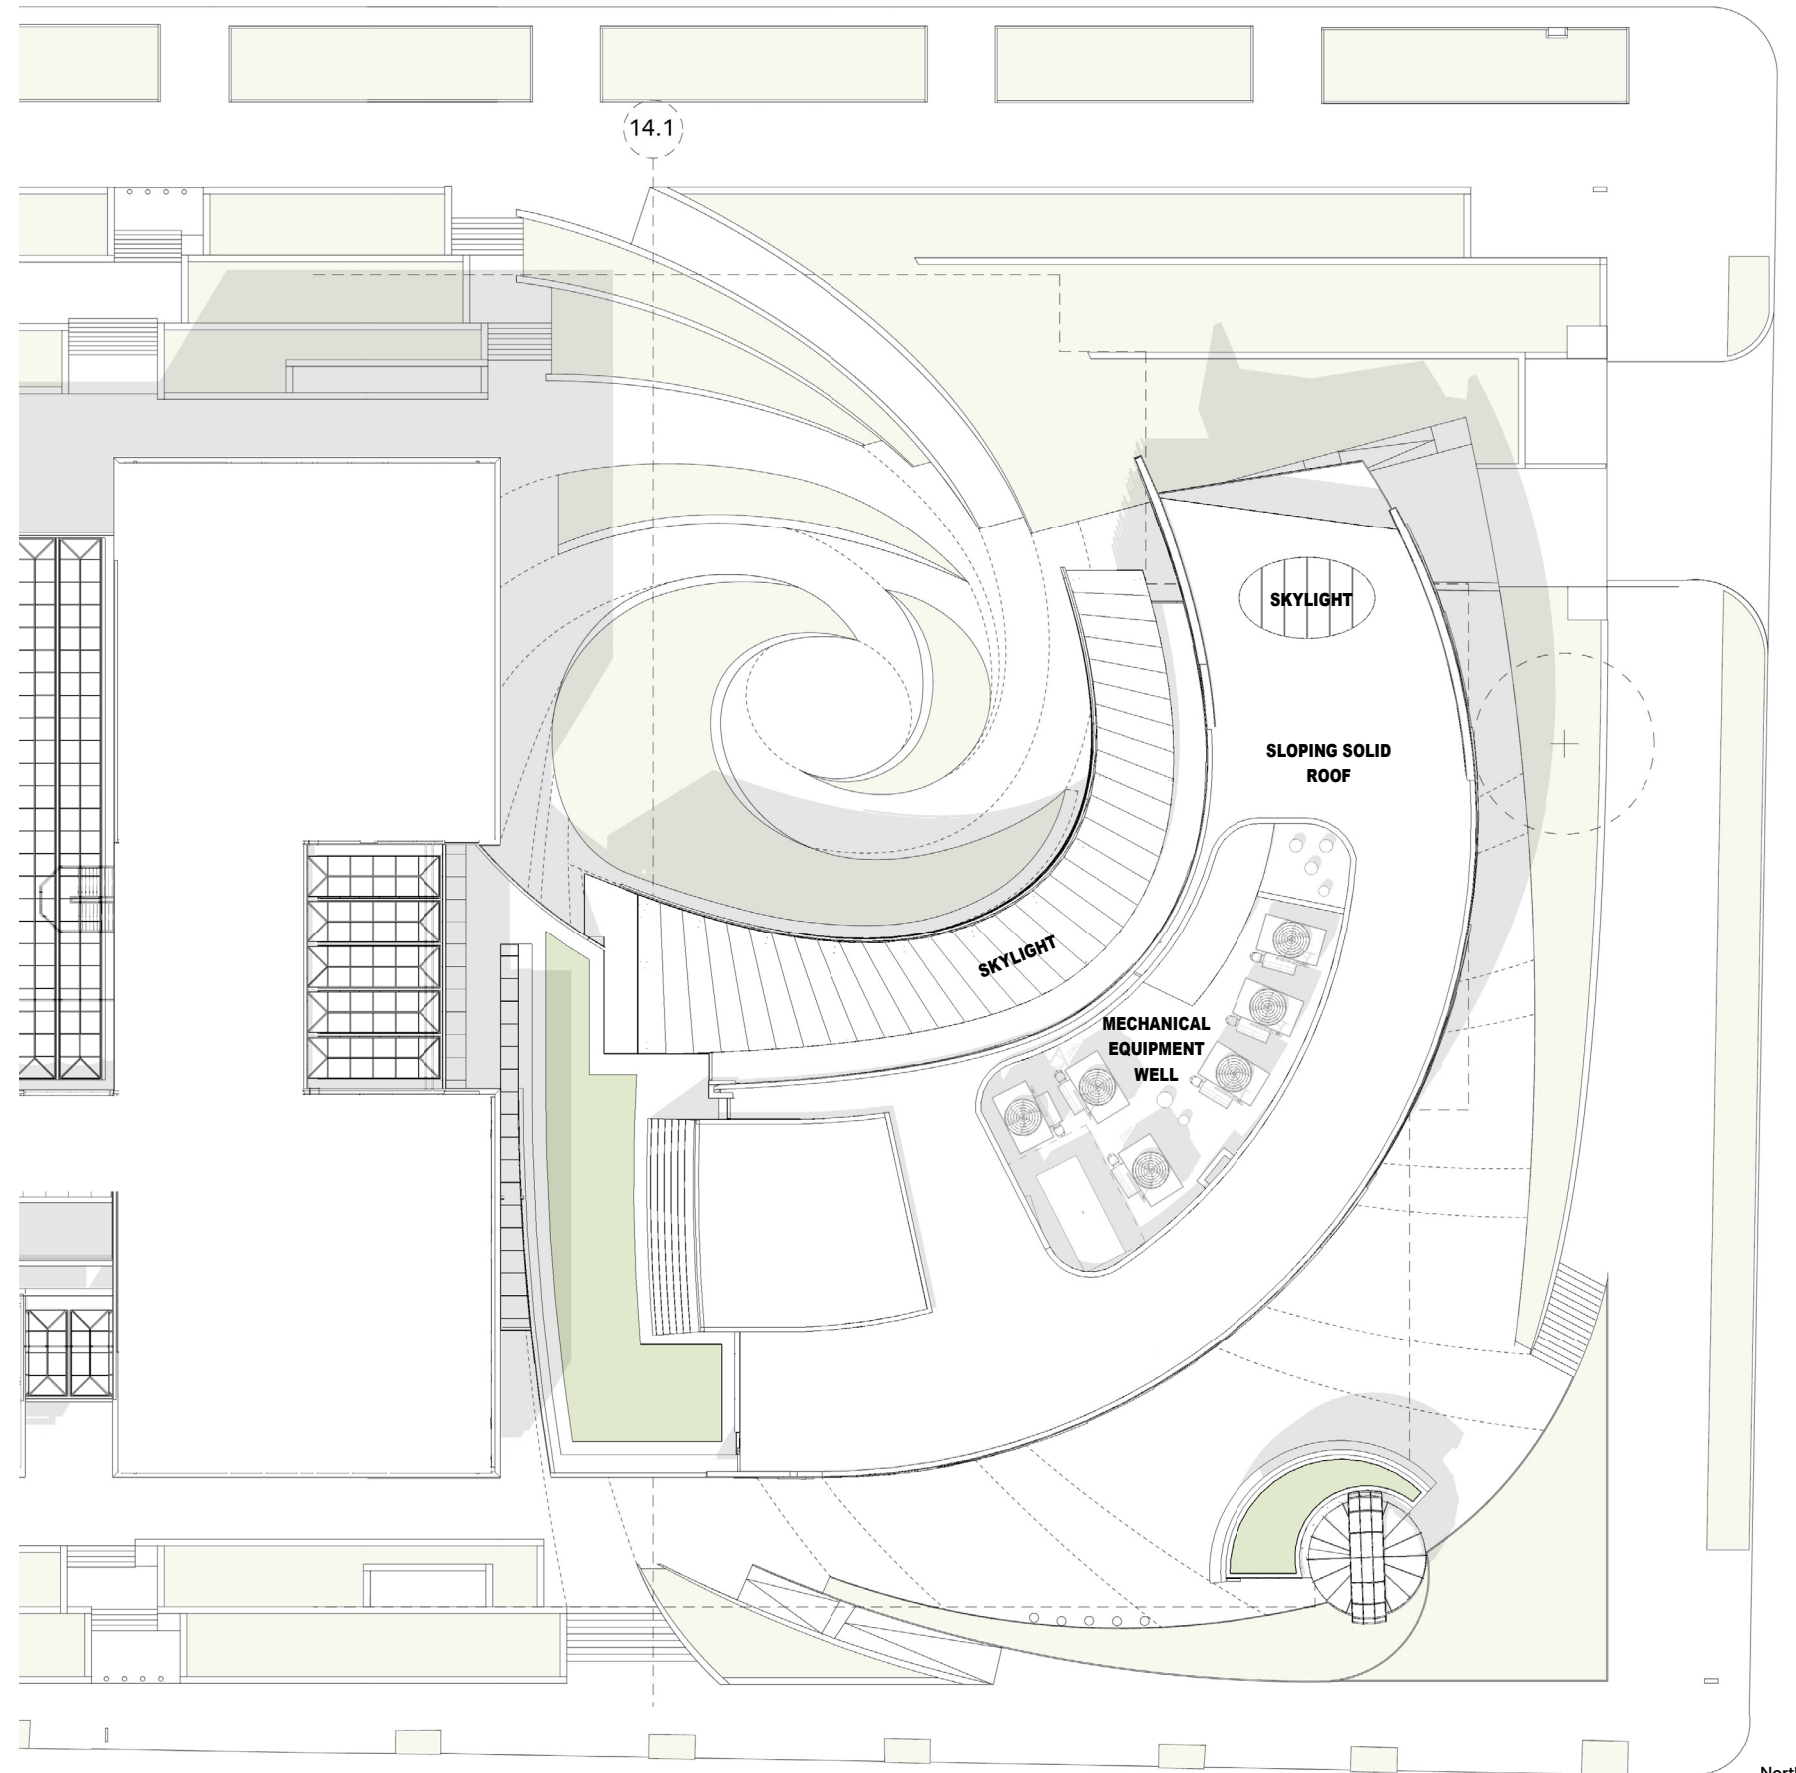 14.1
SKYLIGHT
SLOPING SOLID
ROOF
SKYLIGHT
MECHANICAL
EQUIPMENT
WELL